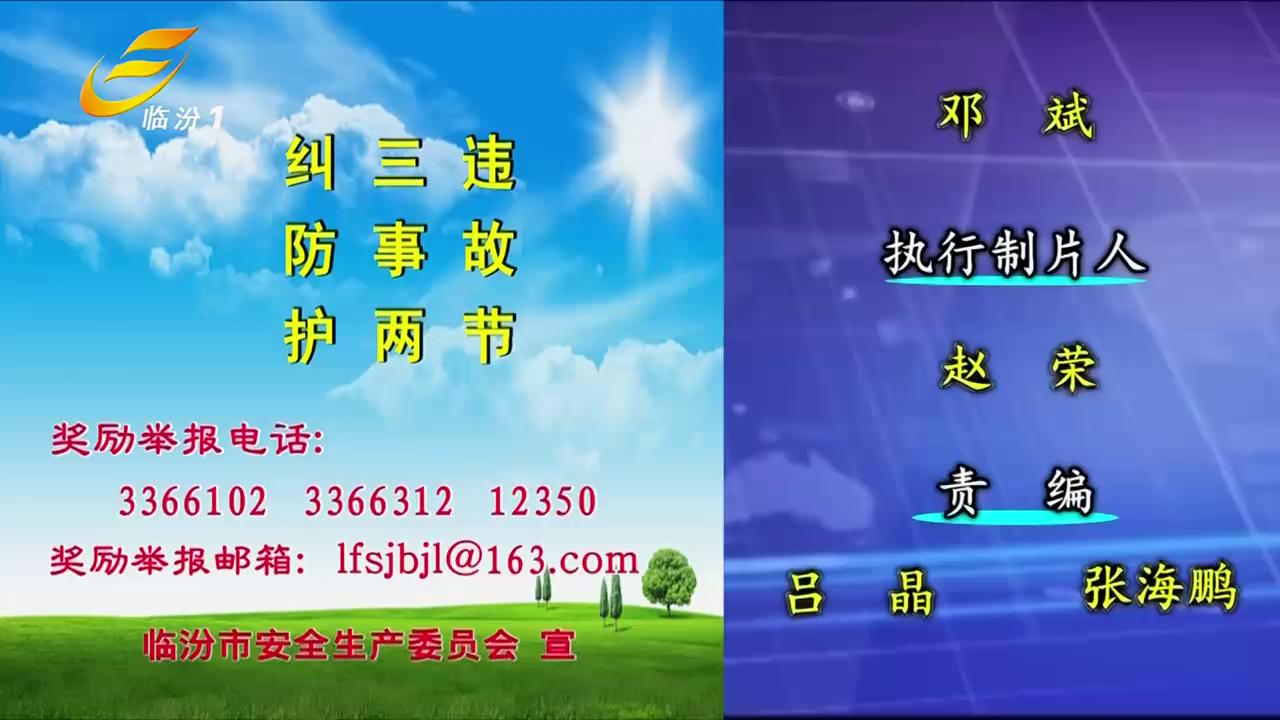 临汾1
纠三违
防事故
护两节
奖励举报电话:
3366102 3366312 12350
奖励举报邮箱: lfsjbjl@163.com
临汾市安全生产委员会 宣
邓 斌
执行制片人
赵 荣
责 编
吕 晶 张海鹏